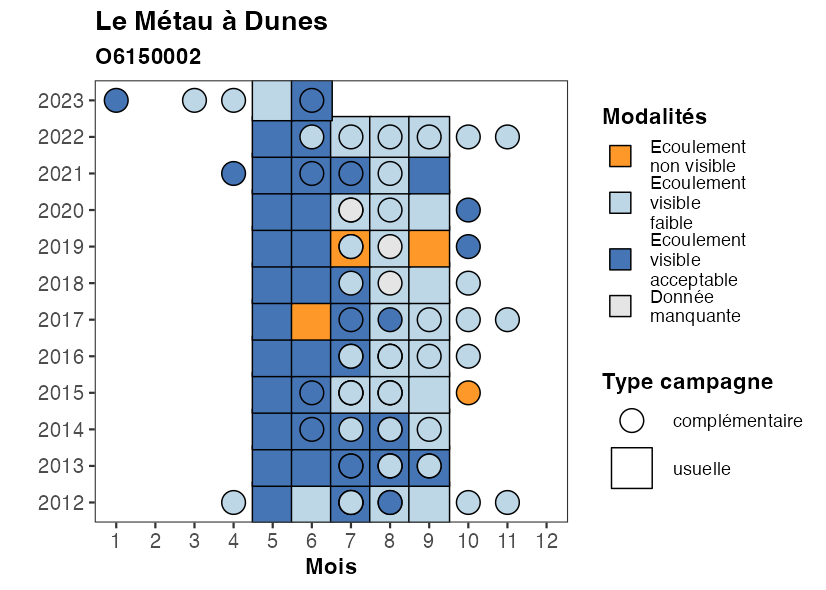 Le Métau à Dunes
O6150002
2023
2022
2021
2020
2019
2018
2017
2016
2015
2014
2013
2012
1 2 3 4 5 6 7 8 9 10 11 12
Mois
Modalités
Ecoulement
non visible
Ecoulement
visible
faible
Ecoulement
visible
acceptable
Donnée
manquante
Type campagne
complémentaire
usuelle